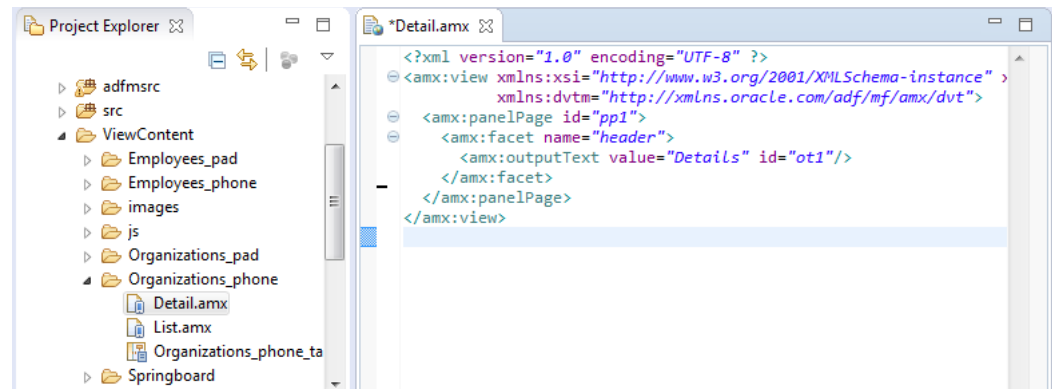 Project Explorer
adfmsrc
src
ViewContent
Employees_pad
Employees_phone
images
js
Organizations_pad
Organizations_phone
Detail.amx
List.amx
Organizations_phone_ta
Springboard
*Detail.amx
<?xml version="1.0" encoding="UTF-8" ?>
<amx:view xmlns:xsi="http://www.w3.org/2001/XMLSchema-instance" x
xmlns:dvtm="http://xmlns.oracle.com/adf/mf/amx/dvt">
<amx:panelPage id="pp1">
<amx:facet name="header">
<amx:outputText value="Details" id="ot1"/>
</amx:facet>
</amx:panelPage>
</amx:view>